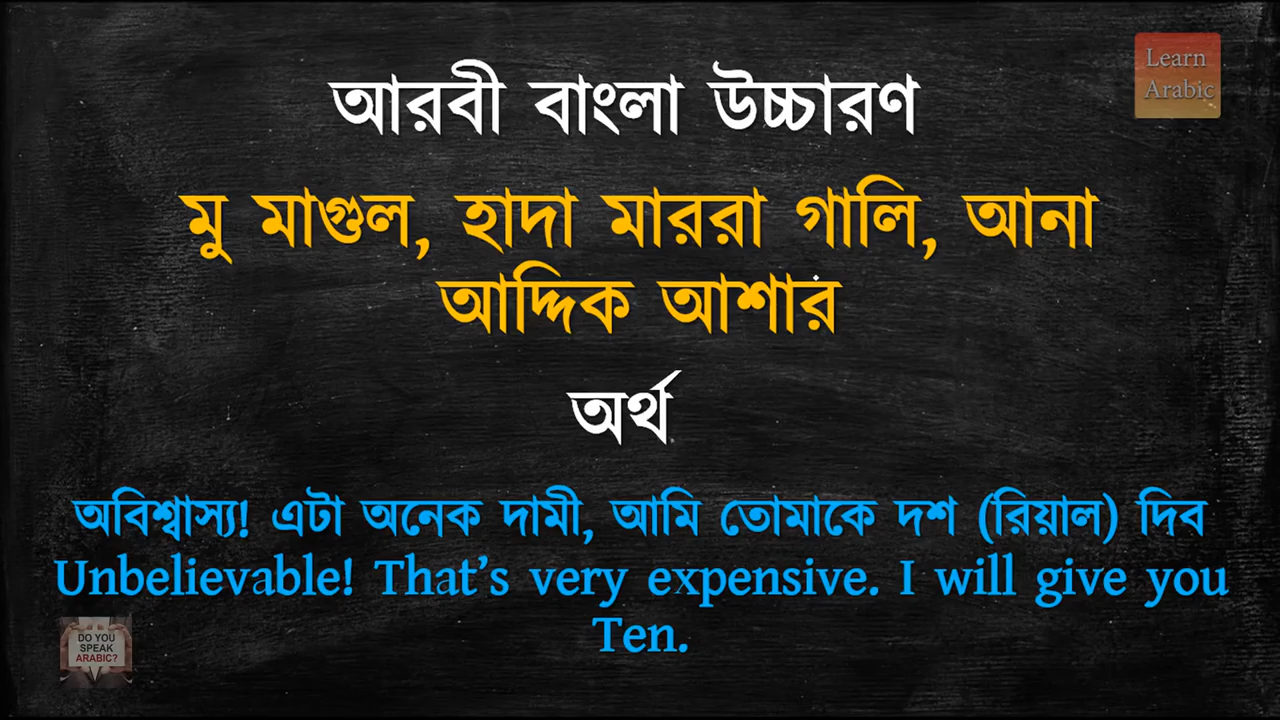 Learn
Arabic
আরবী বাংলা উচ্চারণ
মু মাগুল, হাদা মাররা গালি, আনা
আদ্দিক আশার
অর্থ
অবিশ্বাস্য! এটা অনেক দামী, আমি তোমাকে দশ (রিয়াল) দিব
Unbelievable! That's very expensive. I will give you
Ten.
DO YOU
SPEAK
ARABIC?